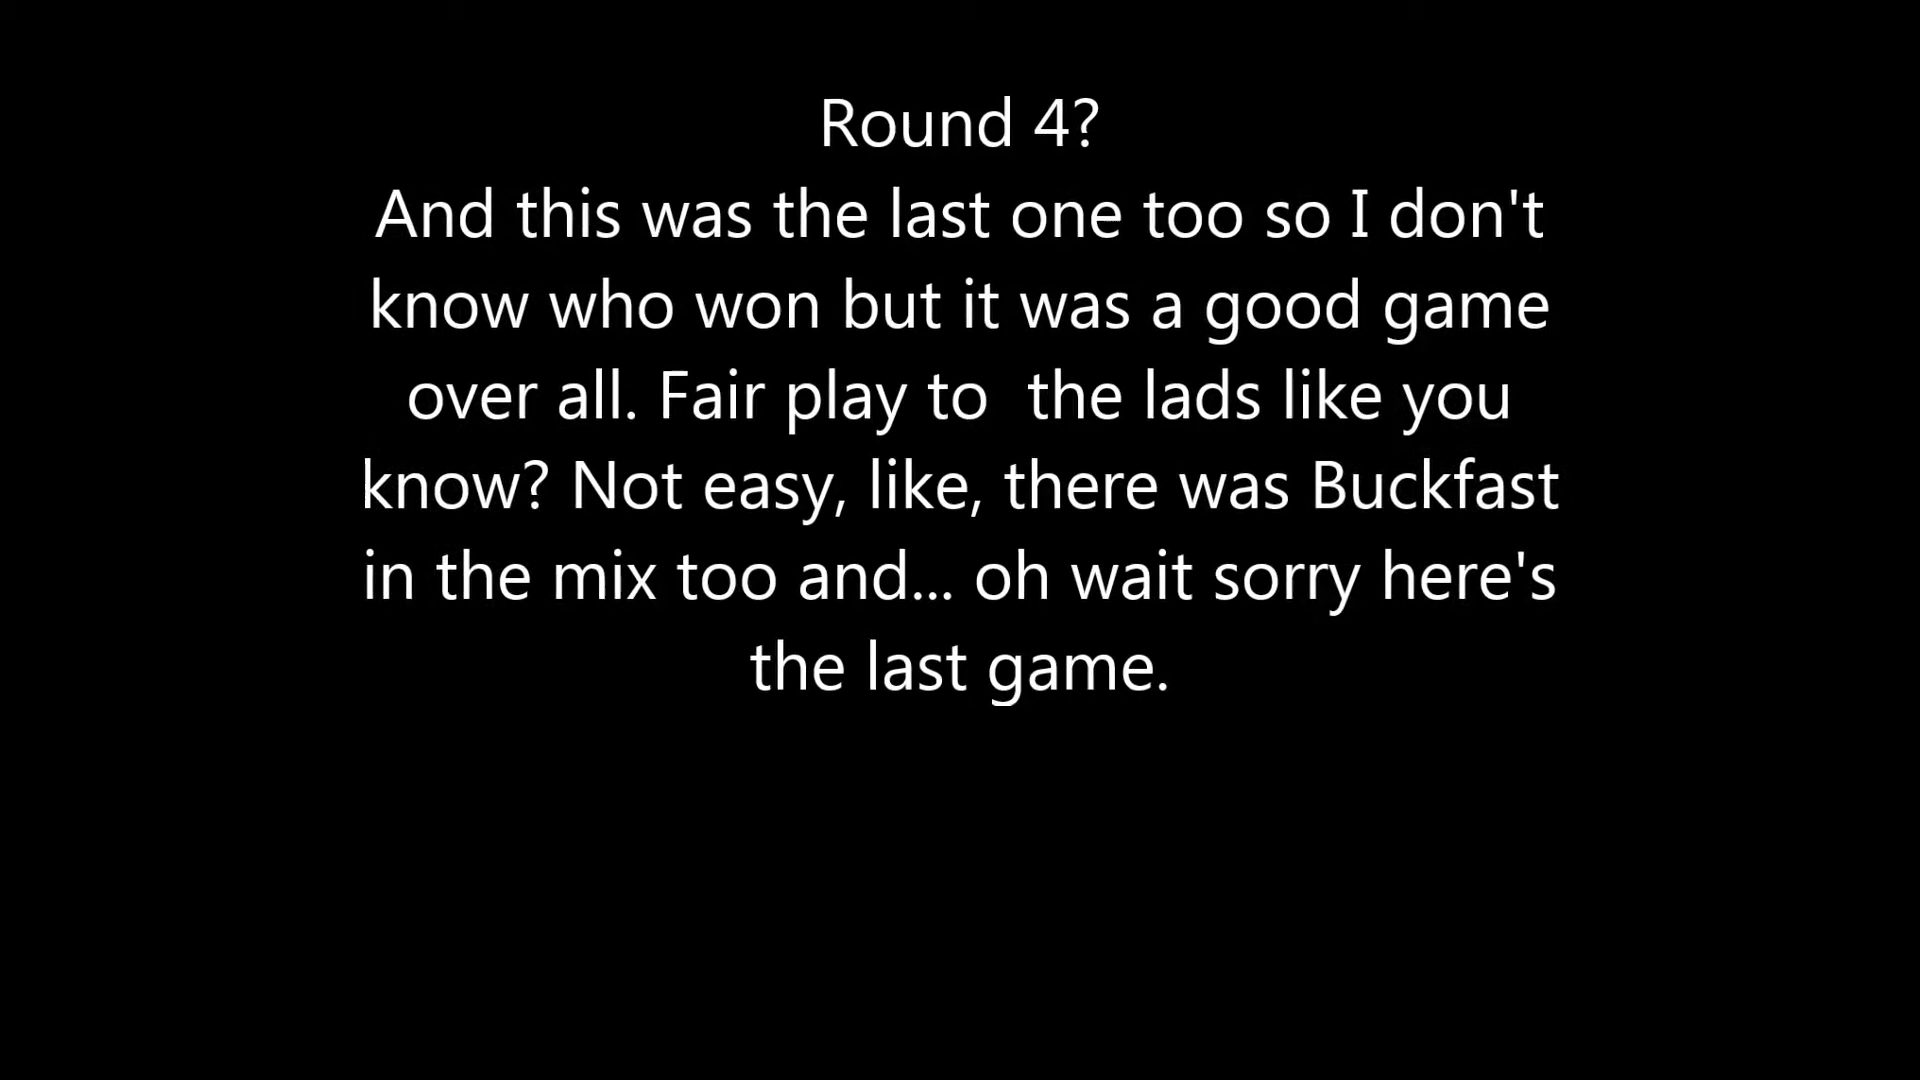 Round 4?
And this was the last one too so I don't
know who won but it was a good game
over all. Fair play to  the lads like you
know? Not easy, like, there was Buckfast
in the mix too and... oh wait sorry here's
the last game.